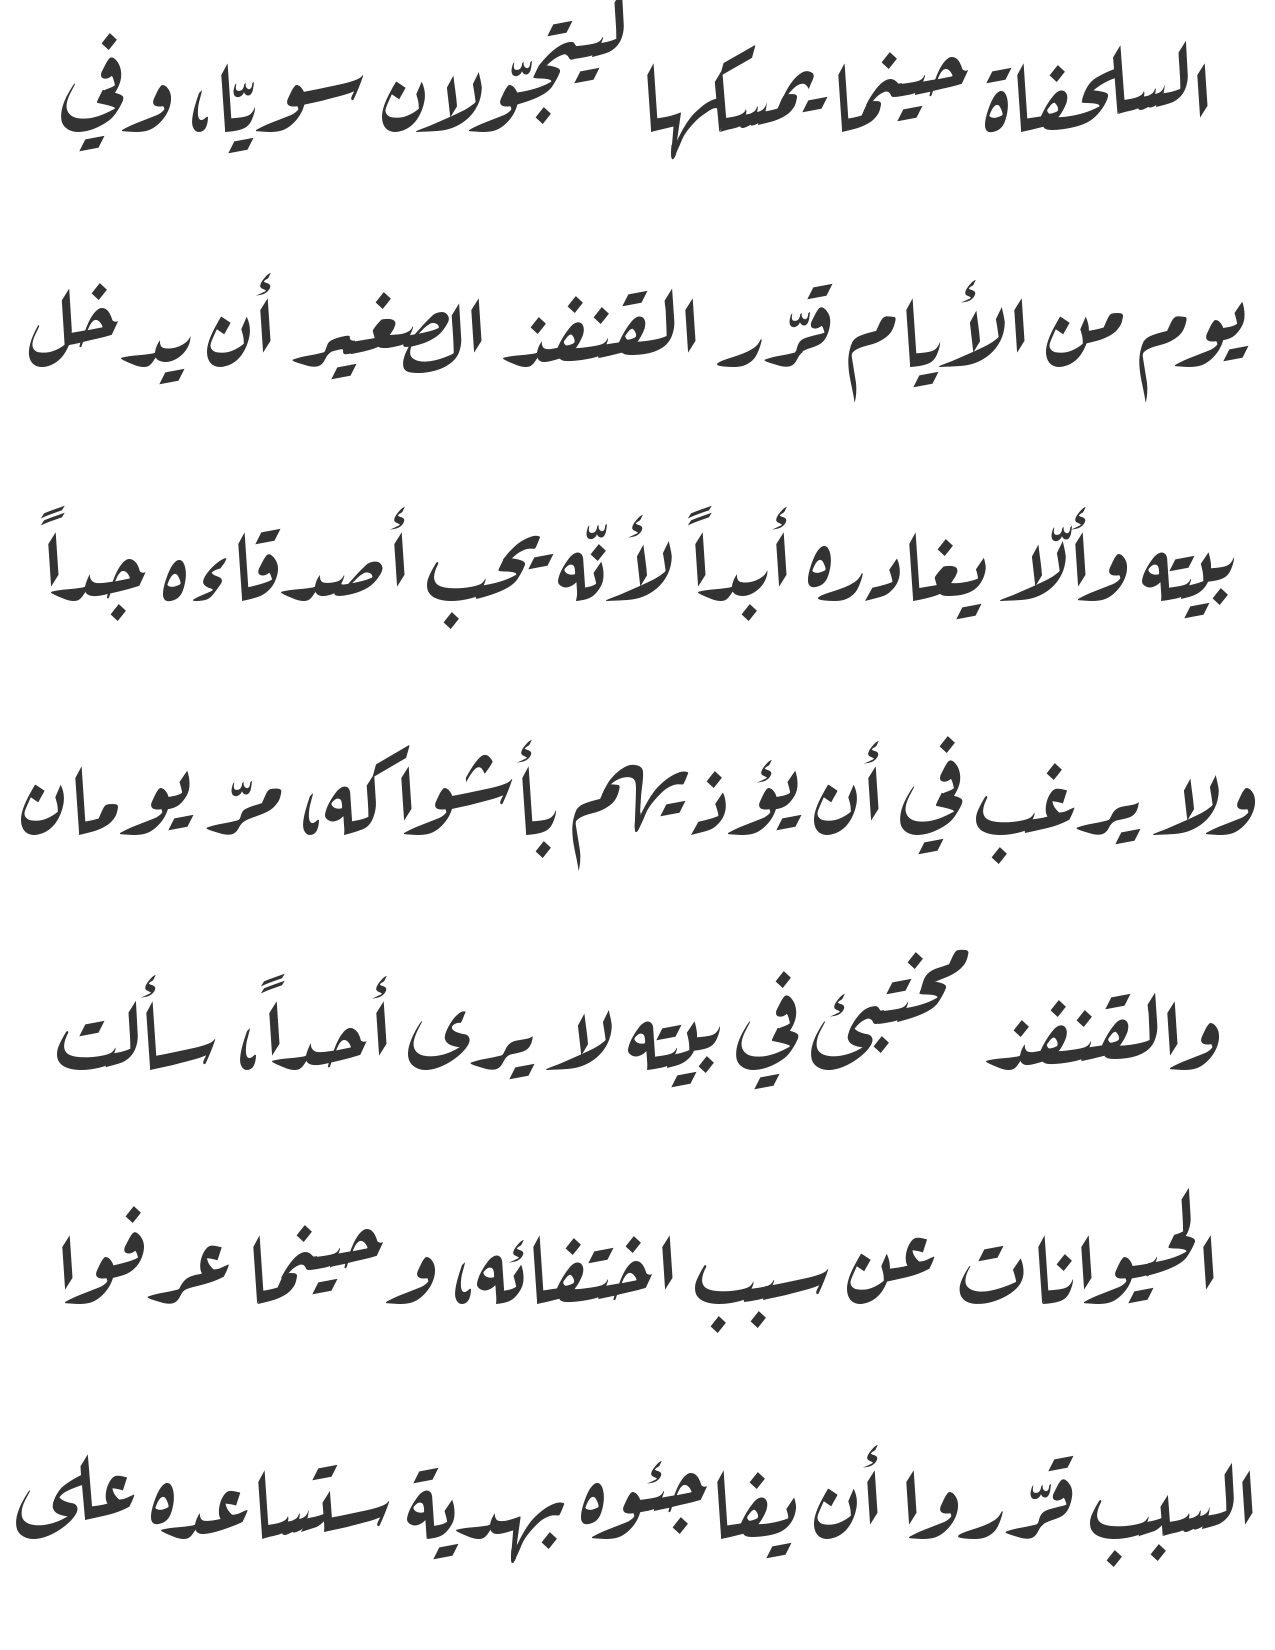 السلحفاة حينما يمسكها ليتجوّلان سويّا، وفي
يوم من الأيام قرّر القنفذ الصغير أن يدخل
بيته وألّا يغادره أبداً لأنّه يحب أصدقاءه جداً
ولا يرغب في أن يؤذيهم بأشواكه، مرّ يومان
والقنفذ مختبئ في بيته لا يرى أحداً، سألت
الحيوانات عن سبب اختفائه، وحينما عرفوا
السبب قرّروا أن يفاجئوه بهدية ستساعده على